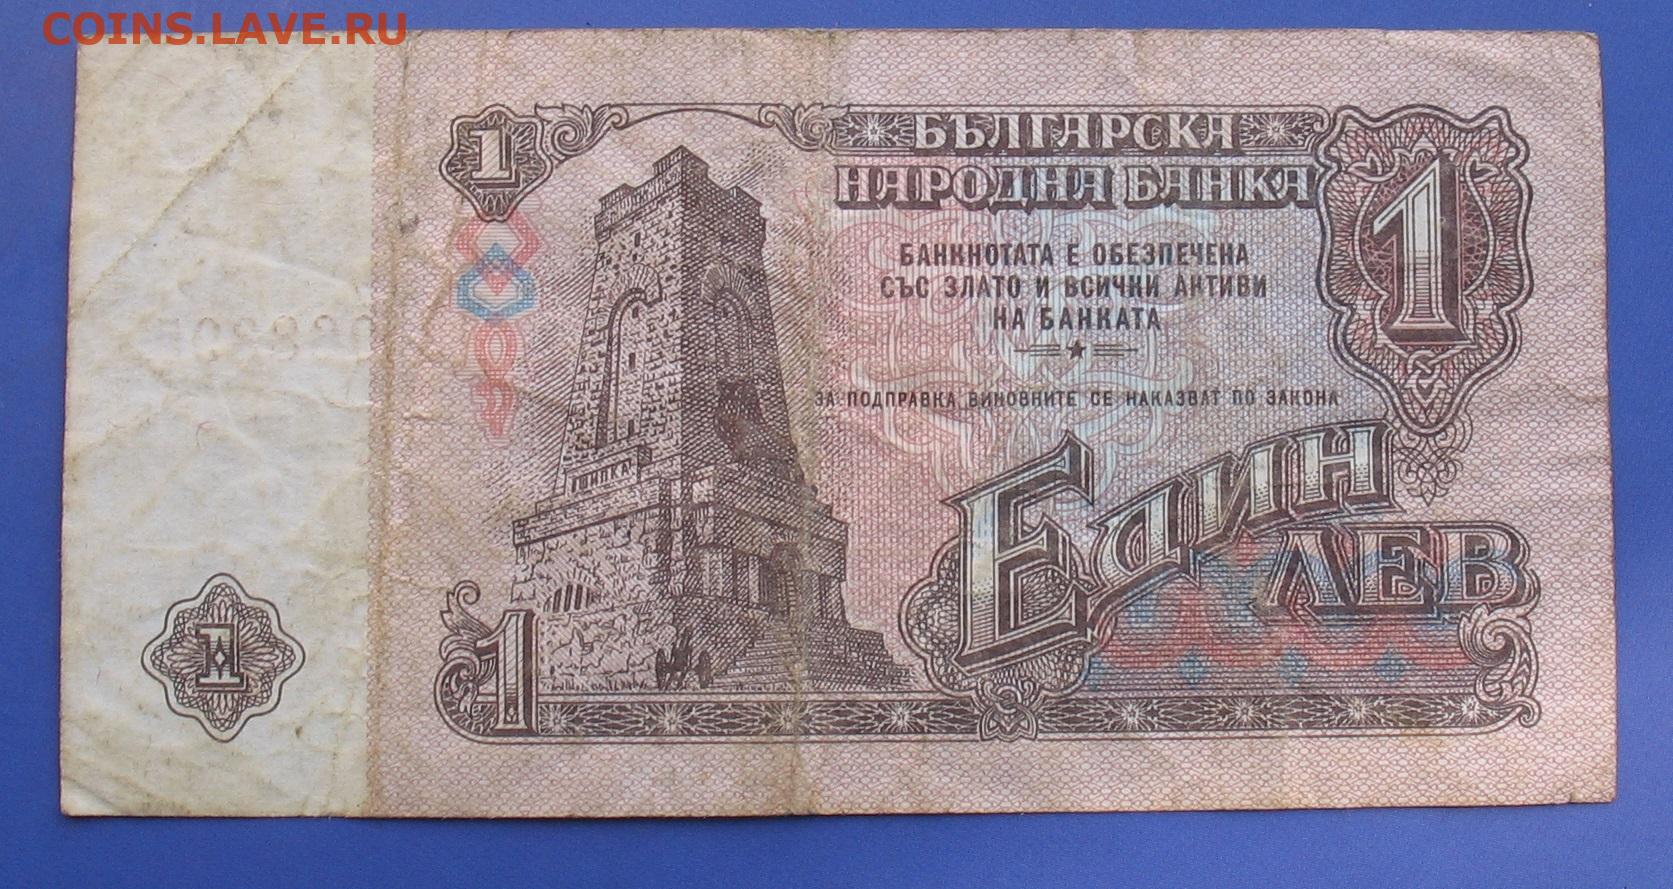 COINS.LAVE.RU
1
БЪЛГАРСКА
НАРОДНА БАНКА
1
БАНКНОТАТА Е ОБЕЗПЕЧЕНА
СЪС ЗЛАТО И ВСИЧКИ АКТИВИ
НА БАНКАТА
ЗА ПОДПРАВКА ВИНОВНИТЕ СЕ НАКАЗВАТ ПО ЗАКОНА
ШИПКА
ЕДИН
ЛЕВ
1
1